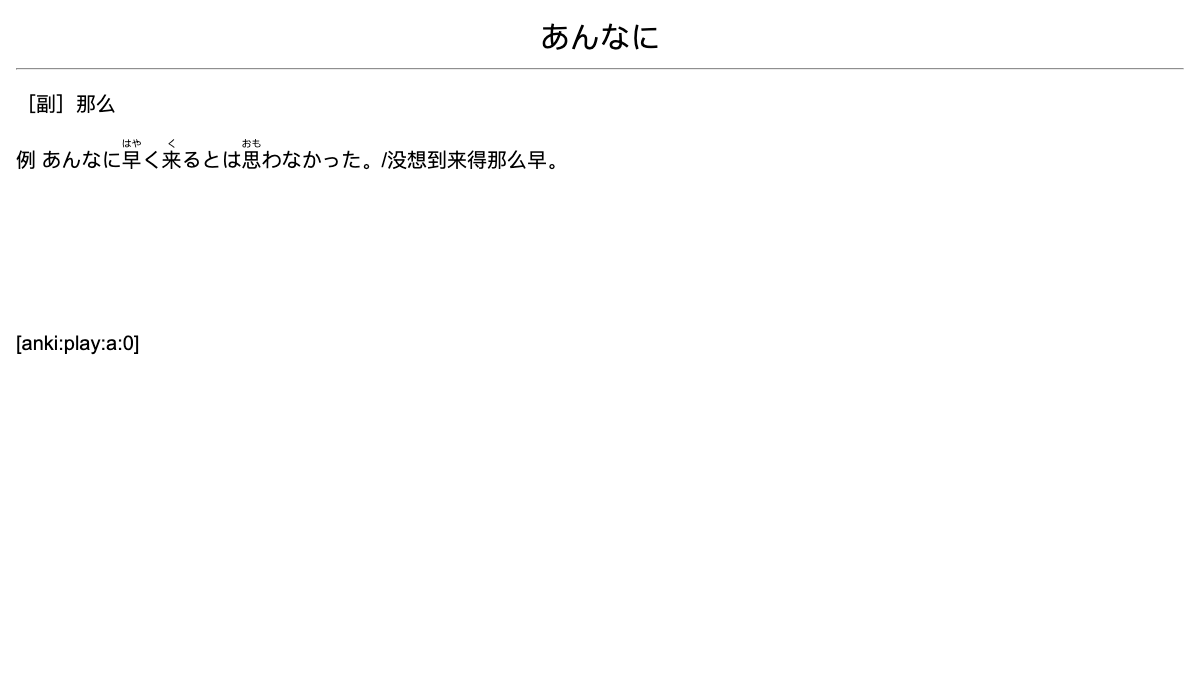 あんなに
［副］那么
例 あんなに早く来るとは思わなかった。/没想到来得那么早。
はや く おも
[anki:play:a:0]